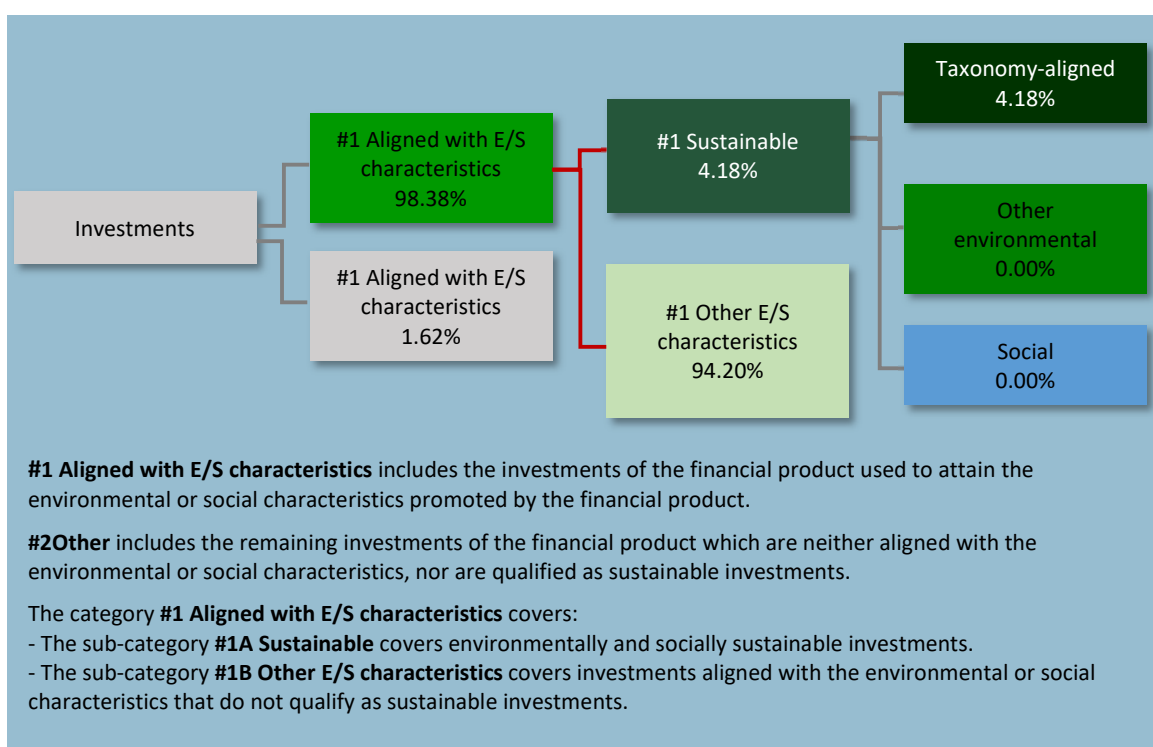 Investments
#1 Aligned with E/S
characteristics
98.38%
#1 Aligned with E/S
characteristics
1.62%
#1 Sustainable
4.18%
#1 Other E/S
characteristics
94.20%
Taxonomy-aligned
4.18%
Other
environmental
0.00%
Social
0.00%
#1 Aligned with E/S characteristics includes the investments of the financial product used to attain the
environmental or social characteristics promoted by the financial product.
#2Other includes the remaining investments of the financial product which are neither aligned with the
environmental or social characteristics, nor are qualified as sustainable investments.
The category #1 Aligned with E/S characteristics covers:
- The sub-category #1A Sustainable covers environmentally and socially sustainable investments.
- The sub-category #1B Other E/S characteristics covers investments aligned with the environmental or social
characteristics that do not qualify as sustainable investments.